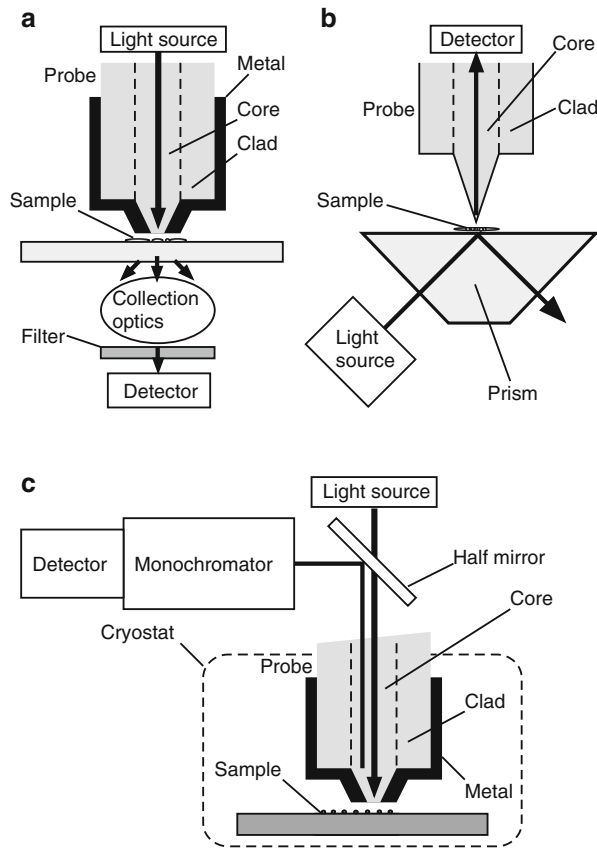 a
Light source
Probe
Metal
Core
Clad
Sample
Collection
optics
Filter
Detector
b
Detector
Core
Probe
Clad
Sample
Light
source
Prism
c
Light source
Detector
Monochromator
Half mirror
Core
Cryostat
Probe
Clad
Sample
Metal